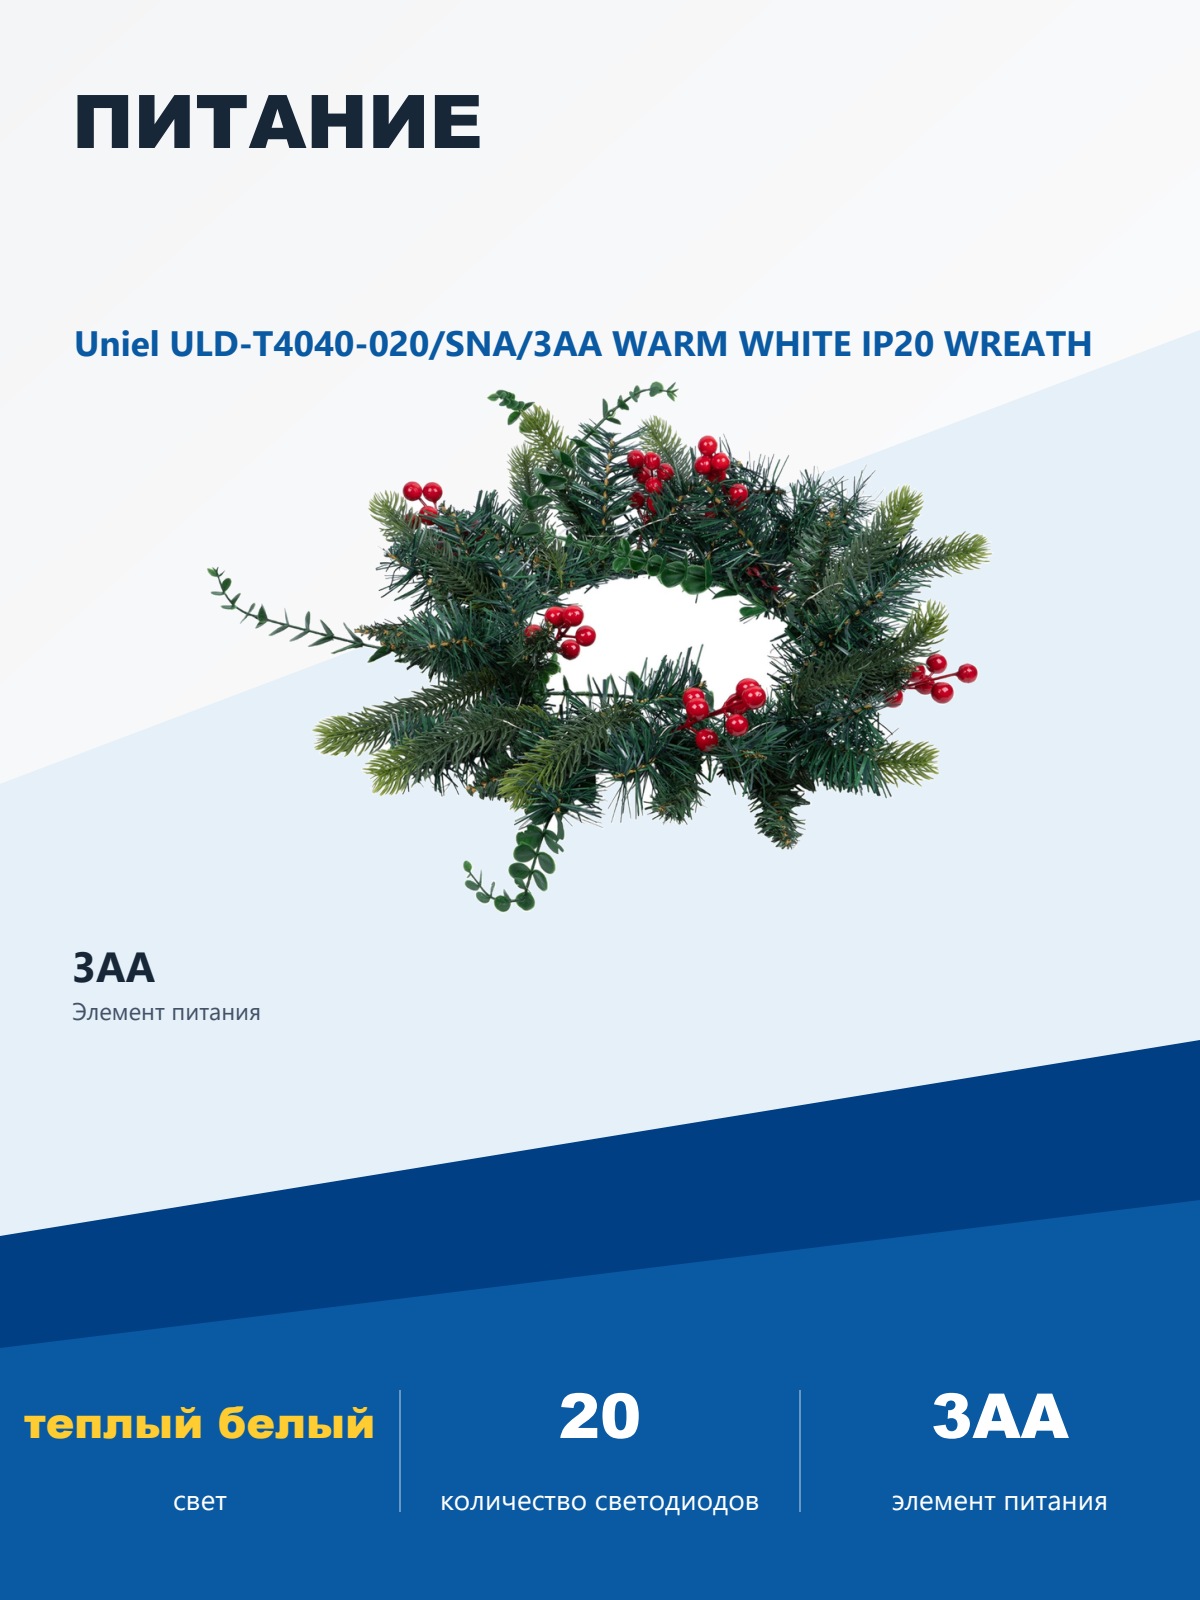 ПИТАНИЕ
Uniel ULD-T4040-020/SNA/3AA WARM WHITE IP20 WREATH
3AA
Элемент питания
теплый белый
свет
20
количество светодиодов
3AA
элемент питания